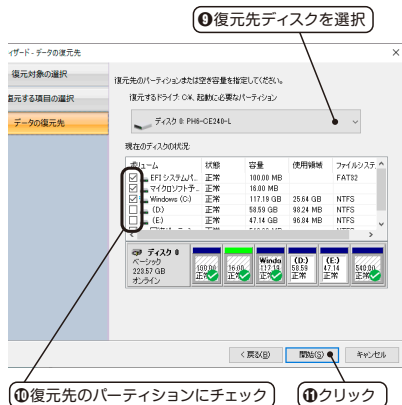 ❾復元先ディスクを選択
ィザード - データの復元先
復元対象の選択
復元する項目の選択
データの復元先
復元先のパーティションまたは空き容量を指定してください。
復元するドライブ: C¥, 起動に必要なパーティション
ディスク 0: PH6-CE240-L
現在のディスクの状況:
ボリューム 状態 容量 使用領域 ファイルシステ..
EFI システムパ... 正常 100.00 MB FAT32
マイクロソフト予... 正常 16.00 MB
Windows (C:) 正常 117.19 GB 25.64 GB NTFS
(D:) 正常 58.59 GB 98.24 MB NTFS
(E:) 正常 47.14 GB 96.84 MB NTFS
ディスク 0
ベーシック
223.57 GB
オンライン
100.00 正常
16.00 正常
Windo 117.19 正常
(D:) 58.59 正常
(E:) 47.14 正常
540.00 正常
< 戻る(B) 開始(S) キャンセル
❿復元先のパーティションにチェック
⓫クリック